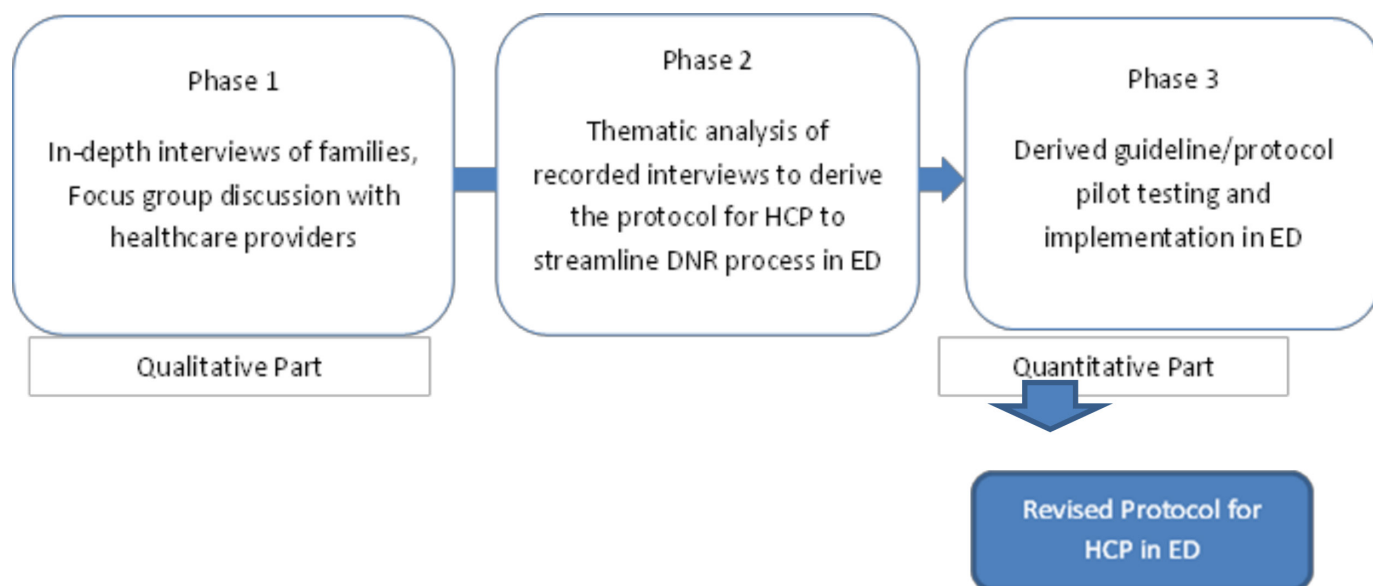 Phase 1
In-depth interviews of families,
Focus group discussion with
healthcare providers
Qualitative Part
Phase 2
Thematic analysis of
recorded interviews to derive
the protocol for HCP to
streamline DNR process in ED
Phase 3
Derived guideline/protocol
pilot testing and
implementation in ED
Quantitative Part
Revised Protocol for
HCP in ED